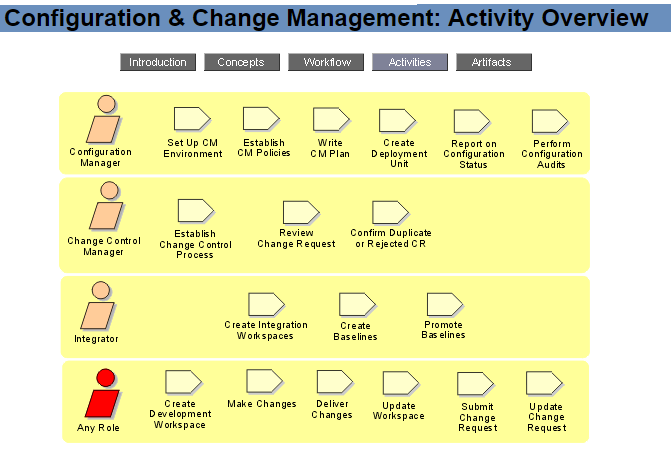 Configuration & Change Management: Activity Overview
Introduction
Concepts
Workflow
Activities
Artifacts
Configuration
Manager
Set Up CM
Environment
Establish
CM Policies
Write
CM Plan
Create
Deployment
Unit
Report on
Configuration
Status
Perform
Configuration
Audits
Change Control
Manager
Establish
Change Control
Process
Review
Change Request
Confirm Duplicate
or Rejected CR
Integrator
Create Integration
Workspaces
Create
Baselines
Promote
Baselines
Any Role
Create
Development
Workspace
Make Changes
Deliver
Changes
Update
Workspace
Submit
Change
Request
Update
Change
Request